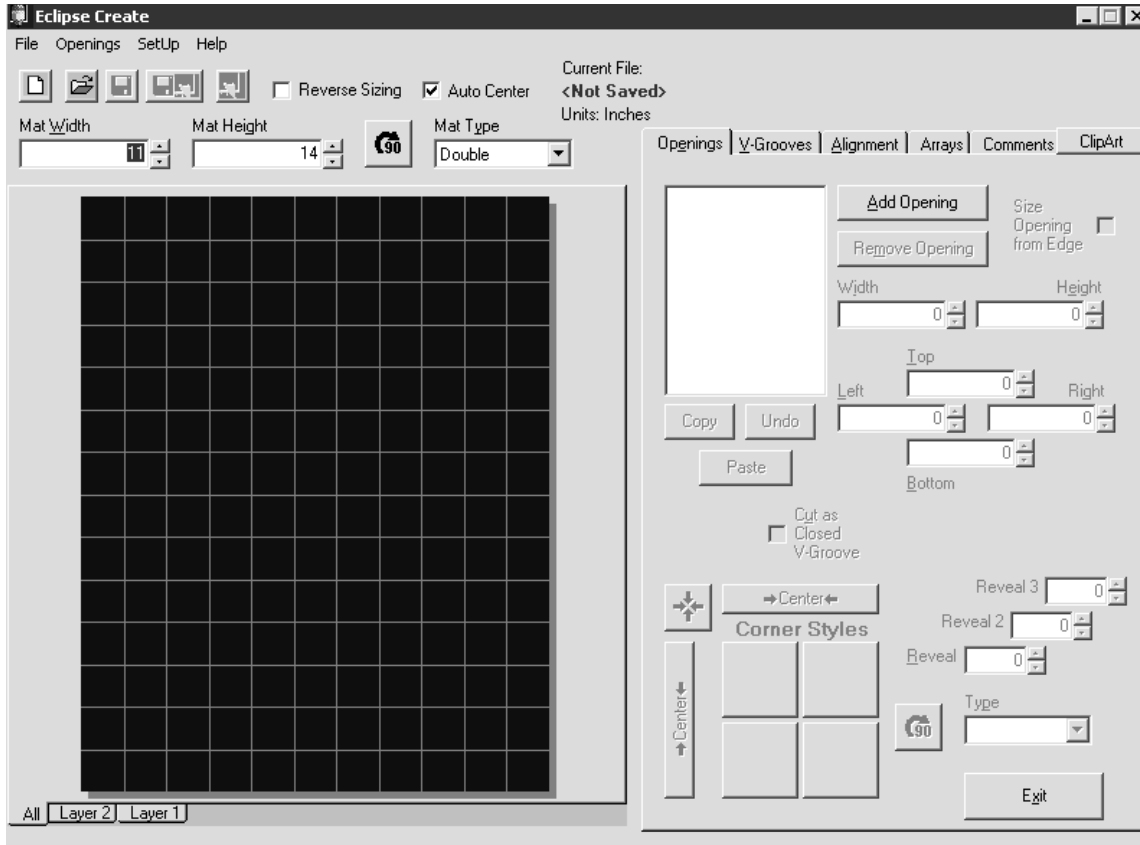 Eclipse Create
File Openings SetUp Help
Reverse Sizing Auto Center
Current File:
<Not Saved>
Units: Inches
Mat Width Mat Height Mat Type
11 14 90 Double
Openings V-Grooves Alignment Arrays Comments ClipArt
Add Opening
Remove Opening
Size
Opening
from Edge
Width Height
0 0
Top
0
Left Right
0 0
0
Bottom
Copy Undo
Paste
Cut as
Closed
V-Groove
Center
Corner Styles
Center
Reveal 3 0
Reveal 2 0
Reveal 0
90
Type
Exit
All Layer 2 Layer 1